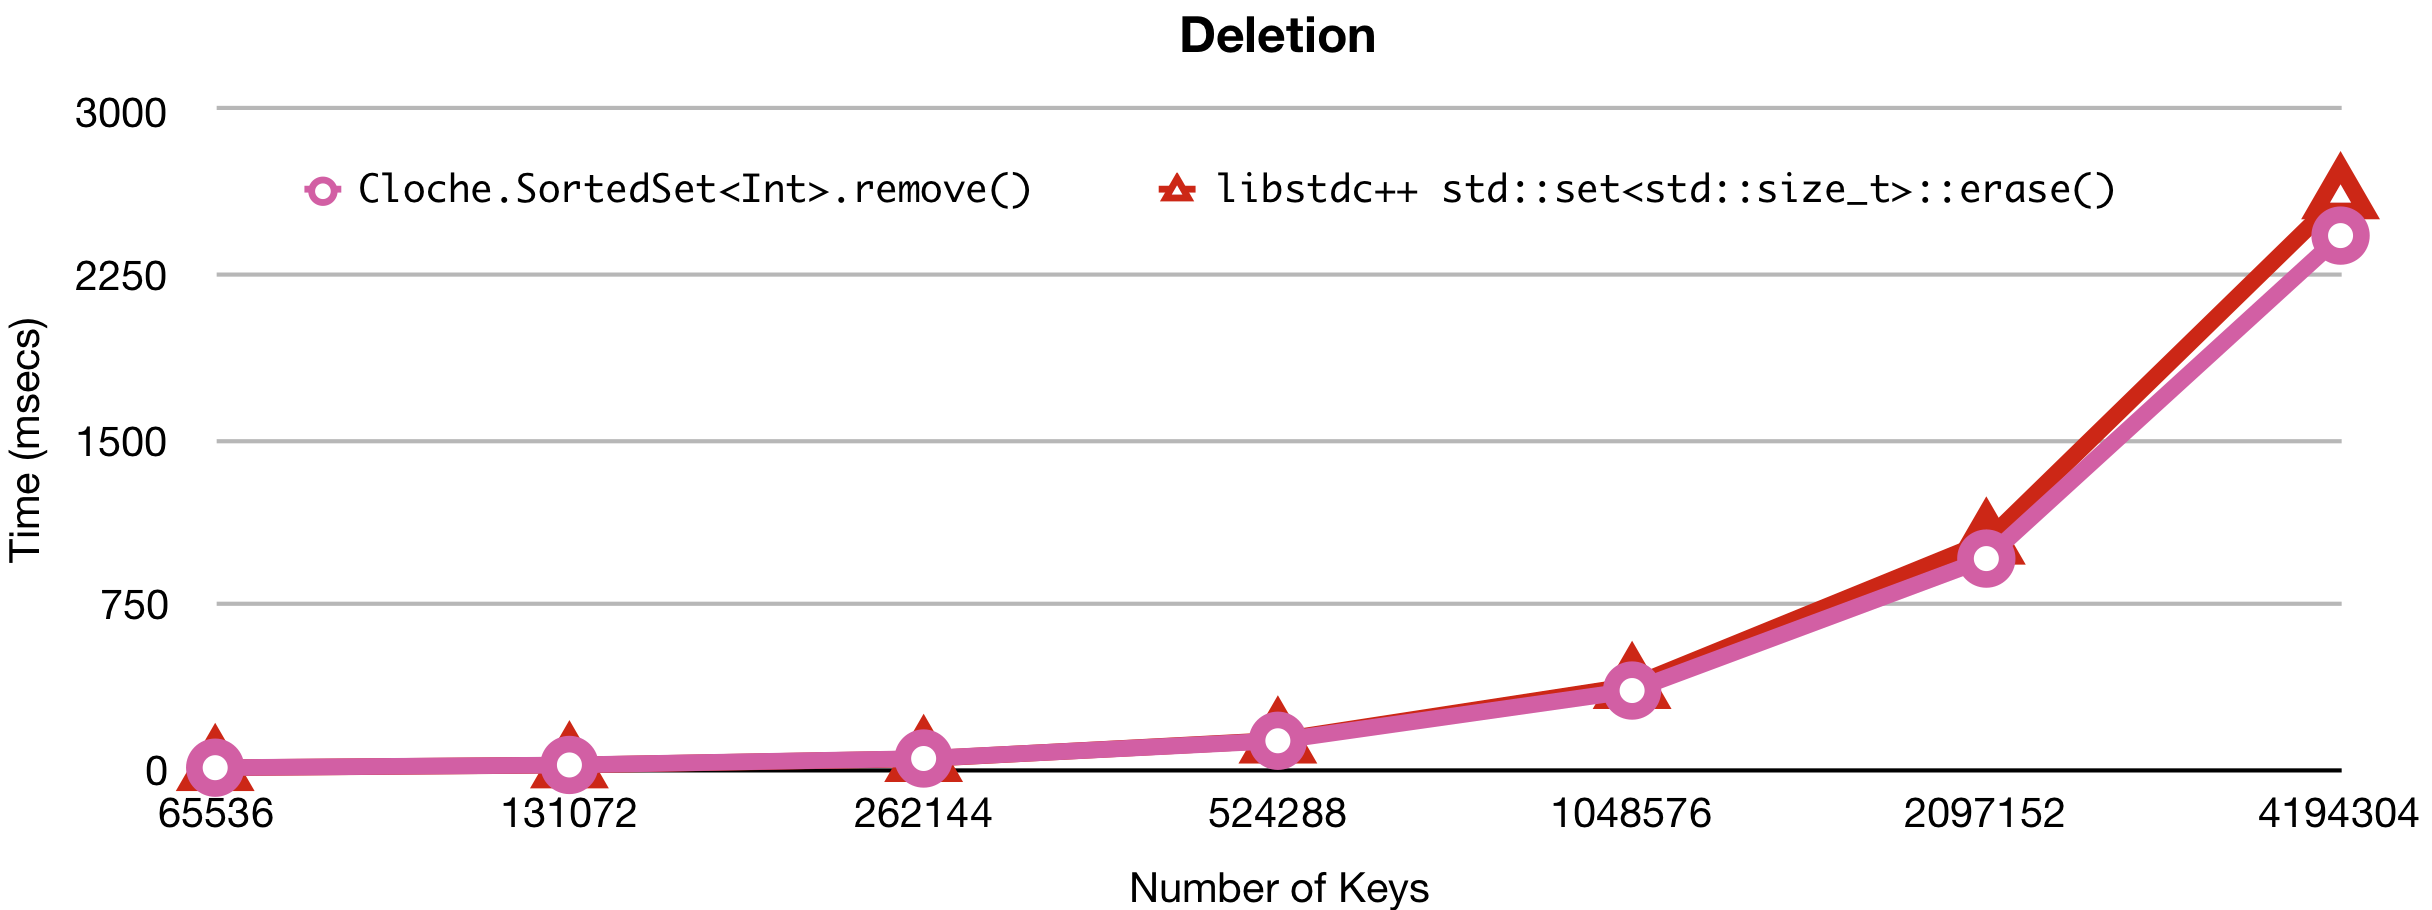 Deletion
3000
Cloche.SortedSet<Int>.remove()
libstdc++ std::set<std::size_t>::erase()
2250
1500
750
0
Time (msecs)
65536 131072 262144 524288 1048576 2097152 4194304
Number of Keys